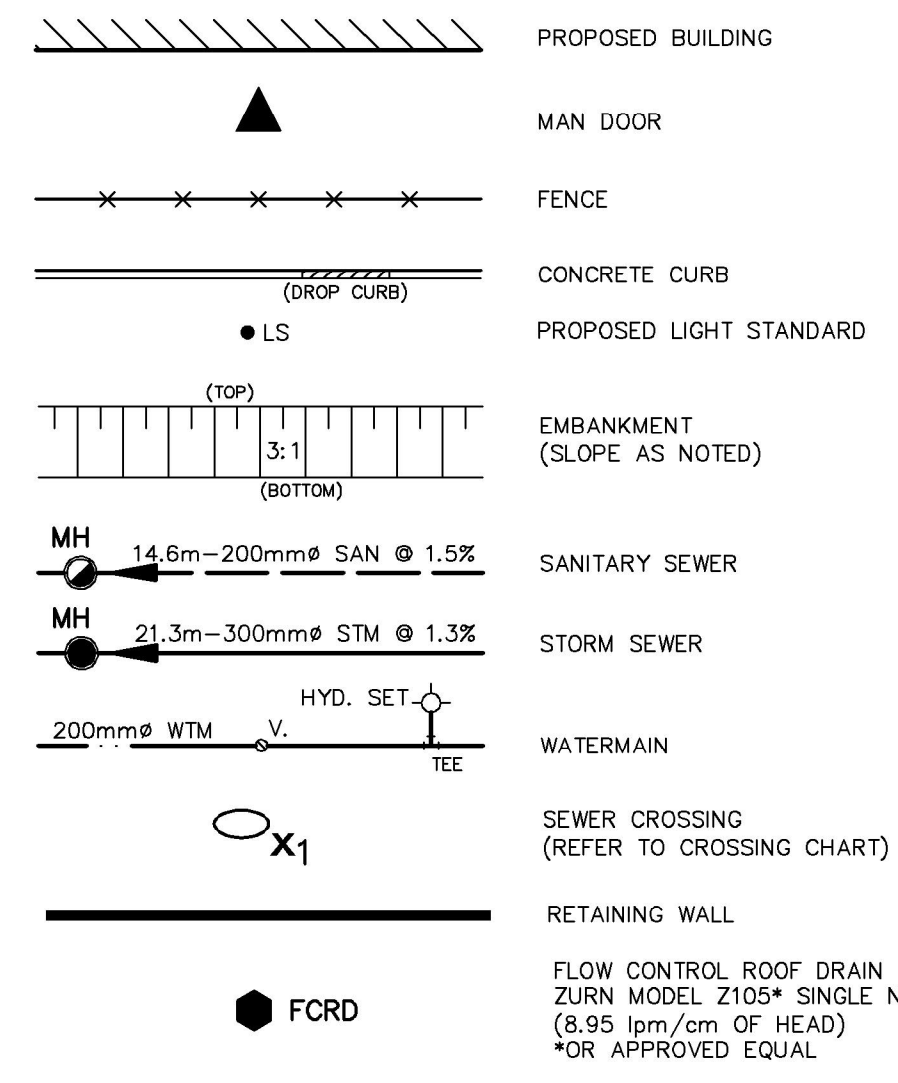 PROPOSED BUILDING
MAN DOOR
FENCE
CONCRETE CURB
(DROP CURB)
LS
PROPOSED LIGHT STANDARD
(TOP)
3:1
(BOTTOM)
EMBANKMENT
(SLOPE AS NOTED)
MH
14.6m-200mmø SAN @ 1.5%
SANITARY SEWER
MH
21.3m-300mmø STM @ 1.3%
STORM SEWER
HYD. SET
200mmø WTM
V.
TEE
WATERMAIN
X1
SEWER CROSSING
(REFER TO CROSSING CHART)
RETAINING WALL
FCRD
FLOW CONTROL ROOF DRAIN
ZURN MODEL Z105* SINGLE
(8.95 lpm/cm OF HEAD)
*OR APPROVED EQUAL